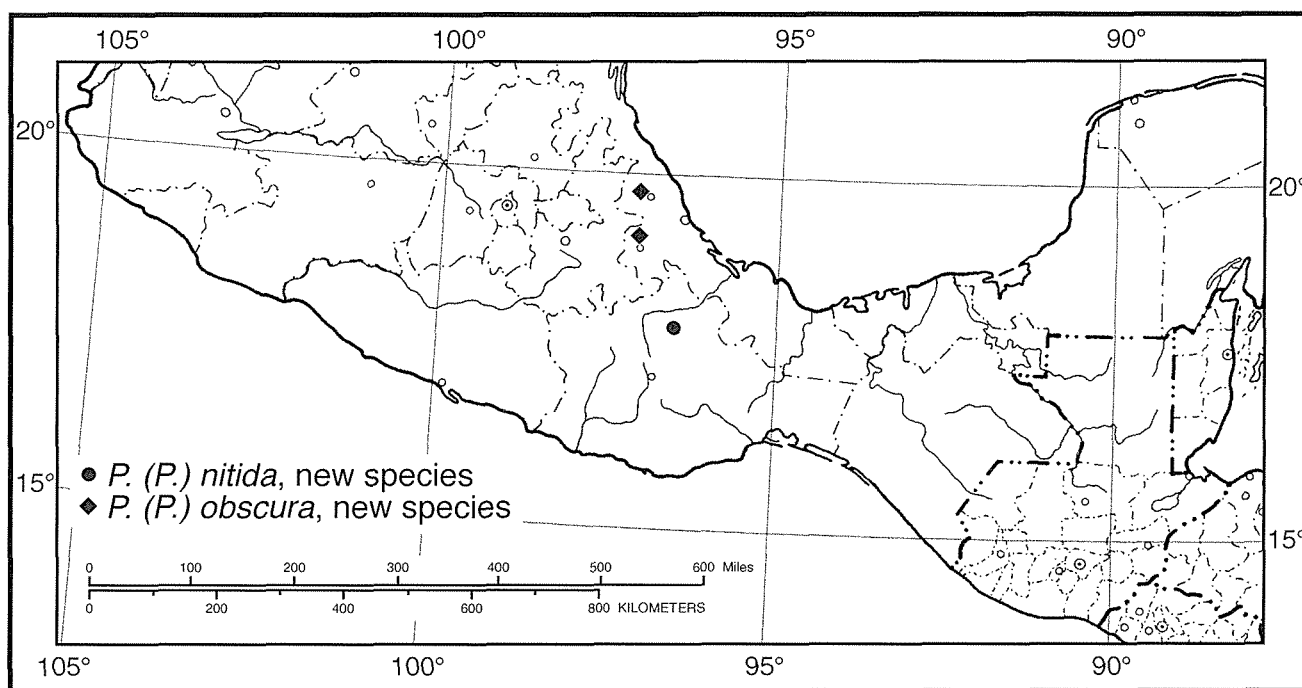 105° 100° 95° 90°
20°
20°
P. (P.) nitida, new species
15°
P. (P.) obscura, new species
15°
0 100 200 300 400 500 600 Miles
0 200 400 600 800 KILOMETERS
105° 100° 95° 90°